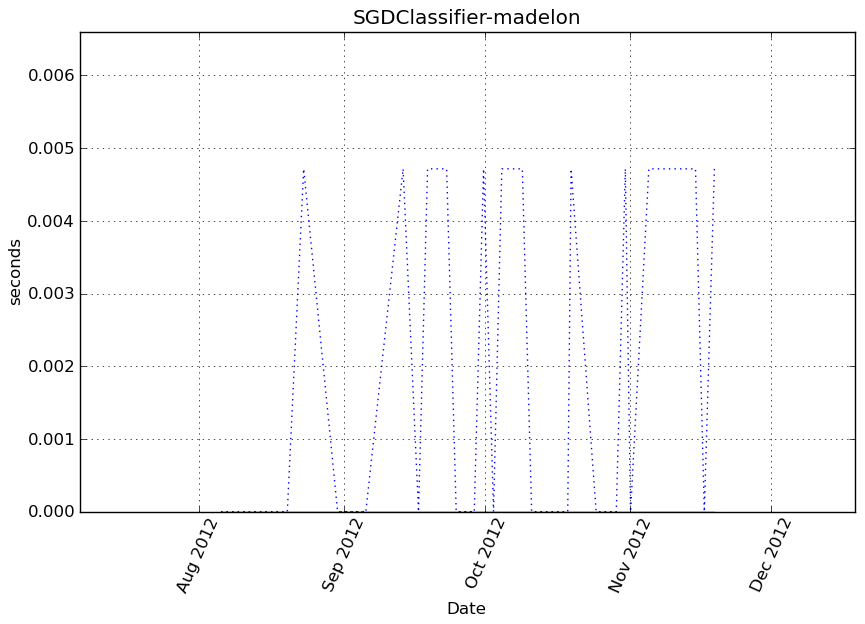 SGDClassifier-madelon
0.006
0.005
0.004
0.003
0.002
0.001
0.000
seconds
Aug 2012
Sep 2012
Oct 2012
Nov 2012
Dec 2012
Date